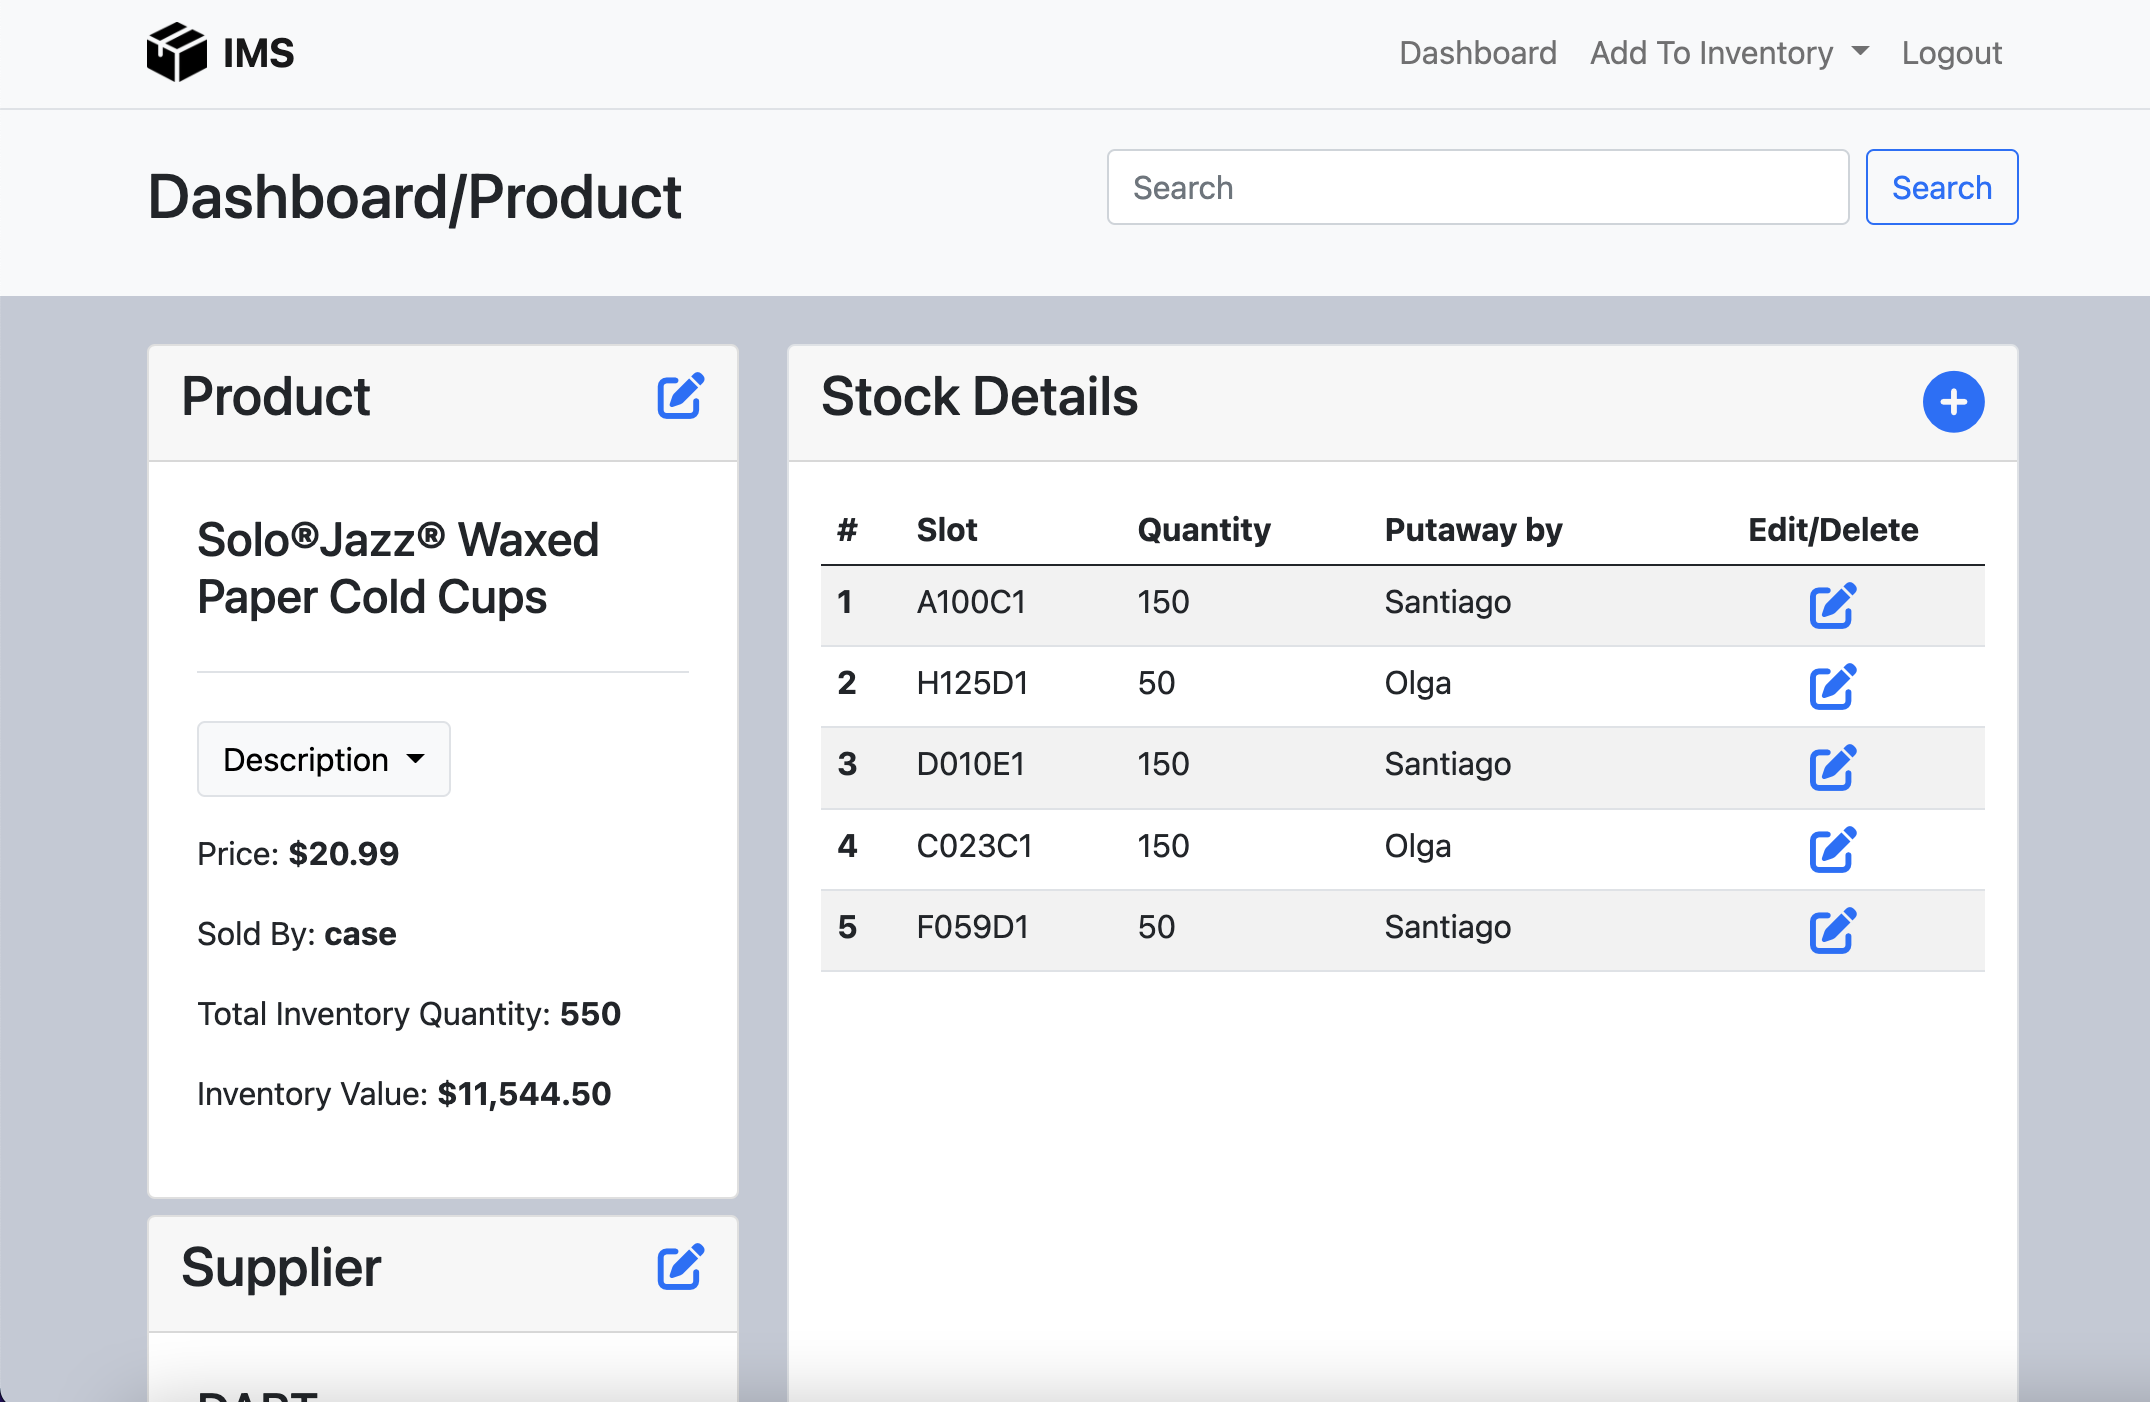 IMS
Dashboard Add To Inventory Logout
Dashboard/Product
Search Search
Product
Solo®Jazz® Waxed
Paper Cold Cups
Description
Price: $20.99
Sold By: case
Total Inventory Quantity: 550
Inventory Value: $11,544.50
Supplier
DART
Stock Details
# Slot Quantity Putaway by Edit/Delete
1 A100C1 150 Santiago
2 H125D1 50 Olga
3 D010E1 150 Santiago
4 C023C1 150 Olga
5 F059D1 50 Santiago